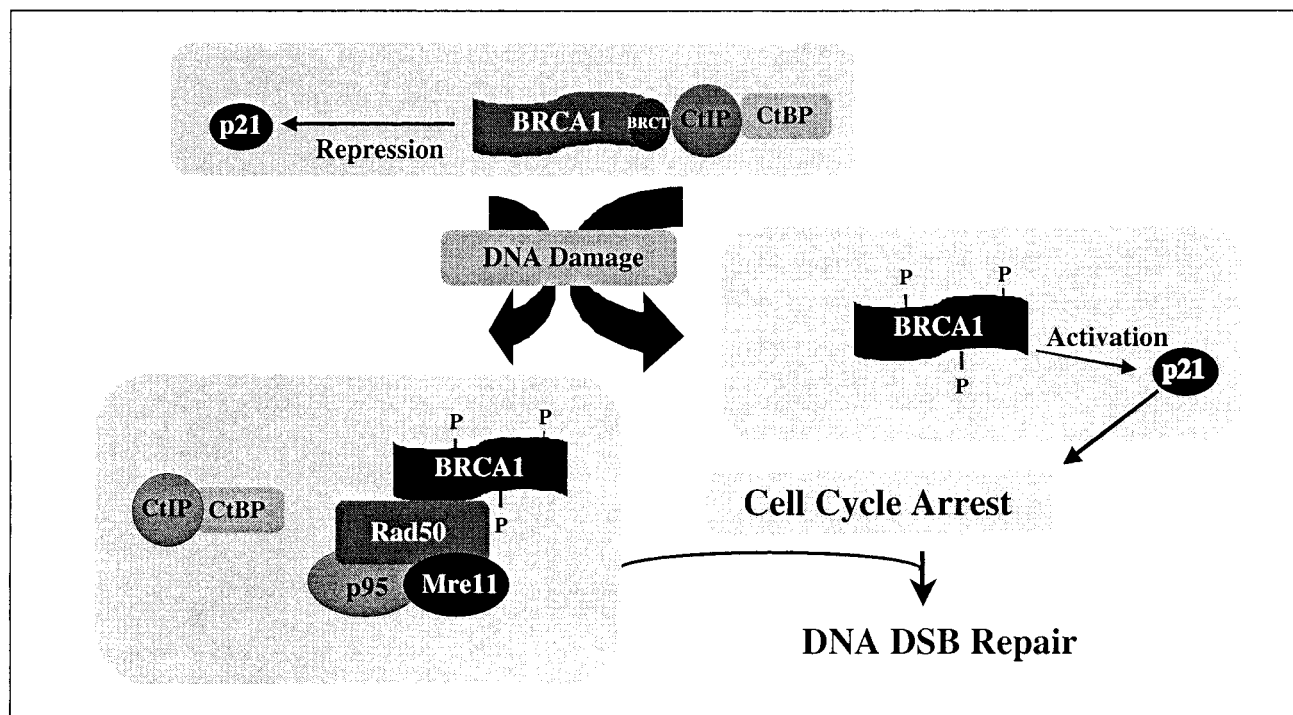 p21
Repression
BRCA1
BRCT
CtIP
CtBP
DNA Damage
P
P
BRCA1
P
Activation
p21
P
P
BRCA1
P
CtIP
CtBP
Rad50
p95
Mre11
Cell Cycle Arrest
DNA DSB Repair